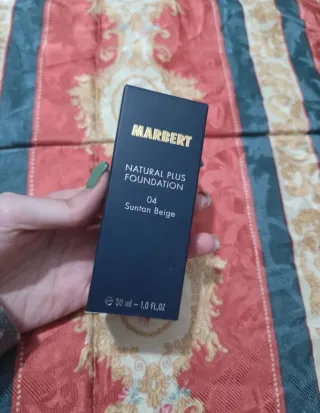 MARBERT
NATURAL PLUS
FOUNDATION
04
Suntan Beige
℮ 30 ml – 1,0 FL.OZ